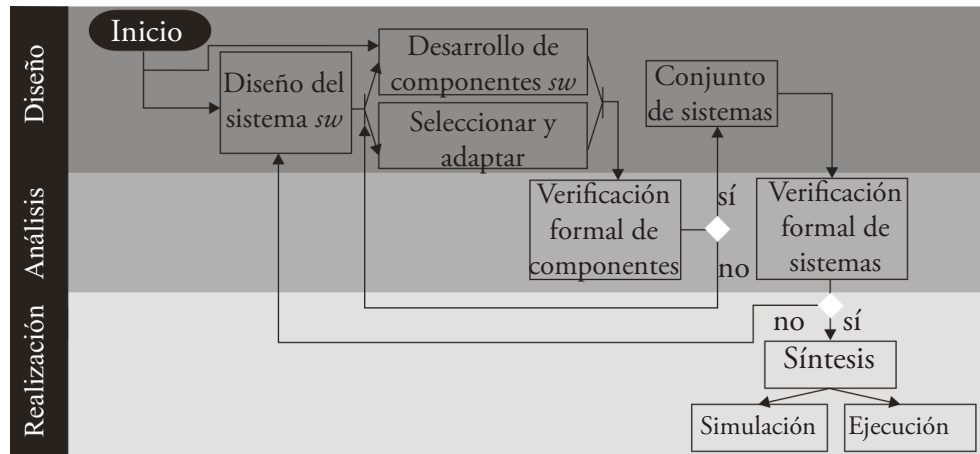 Diseño
Inicio
Diseño del
sistema sw
Desarrollo de
componentes sw
Seleccionar y
adaptar
Conjunto
de sistemas
Análisis
Verificación
formal de
componentes
sí
no
Verificación
formal de
sistemas
Realización
no
sí
Síntesis
Simulación
Ejecución